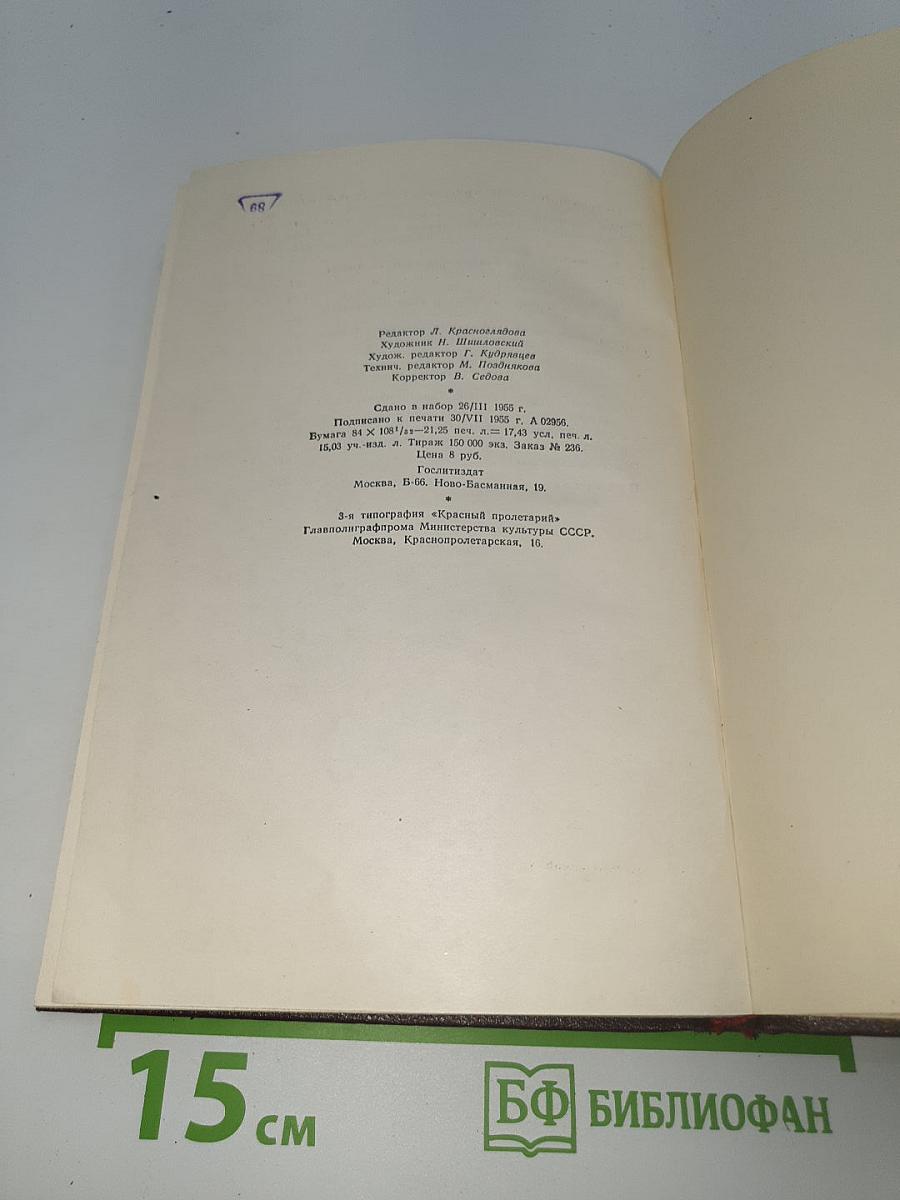 68
Редактор Л. Красноглядова
Художник Н. Шишловский
Худож. редактор Г. Кудрявцев
Технич. редактор М. Позднякова
Корректор В. Седова
*
Сдано в набор 26/III 1955 г.
Подписано к печати 30/VII 1955 г. А 02956.
Бумага 84 × 108¹/₃₂—21,25 печ. л.= 17,43 усл. печ. л.
15,03 уч.-изд. л. Тираж 150 000 экз. Заказ № 236.
Цена 8 руб.
Гослитиздат
Москва, Б-66. Ново-Басманная, 19.
*
3-я типография «Красный пролетарий»
Главполиграфпрома Министерства культуры СССР.
Москва, Краснопролетарская, 16.
15 см
БФ БИБЛИОФАН